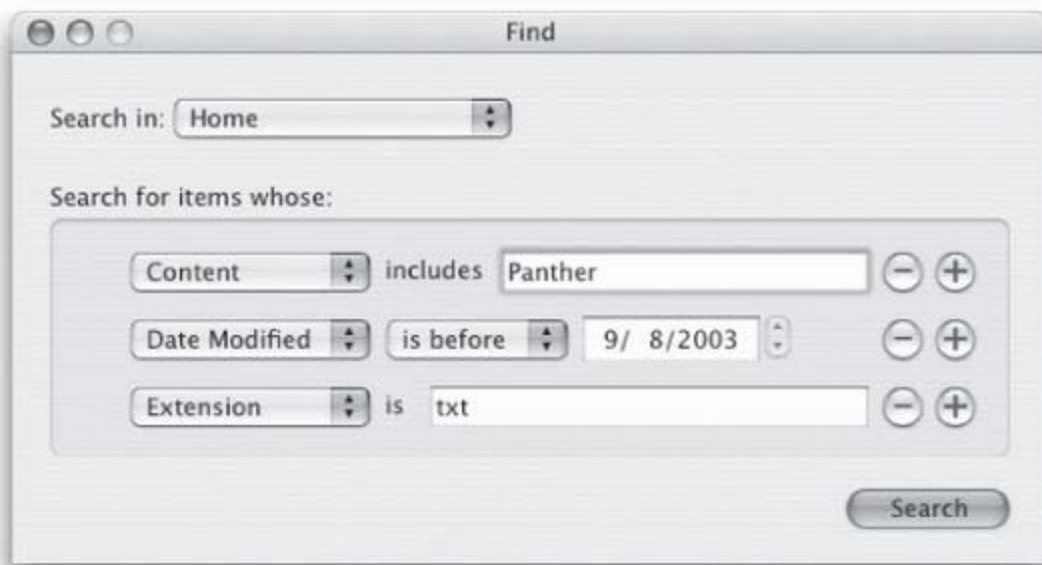 Find
Search in: Home
Search for items whose:
Content includes Panther
Date Modified is before 9/ 8/2003
Extension is txt
Search